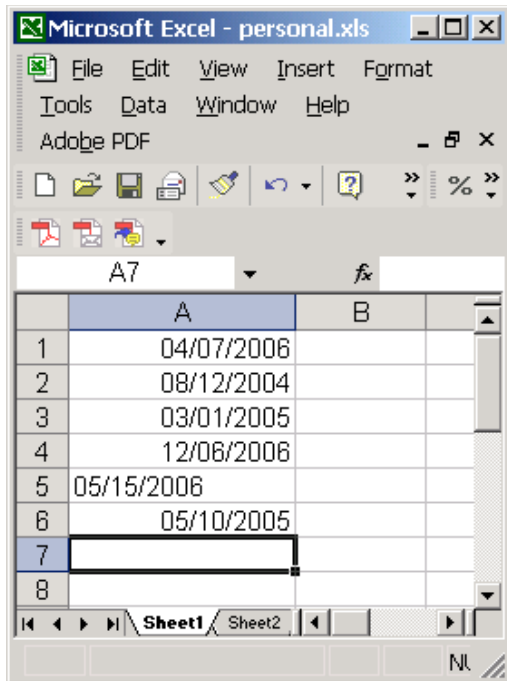 Microsoft Excel - personal.xls
File Edit View Insert Format
Tools Data Window Help
Adobe PDF
A7 fx
A B
1 04/07/2006
2 08/12/2004
3 03/01/2005
4 12/06/2006
5 05/15/2006
6 05/10/2005
7
8
Sheet1 Sheet2